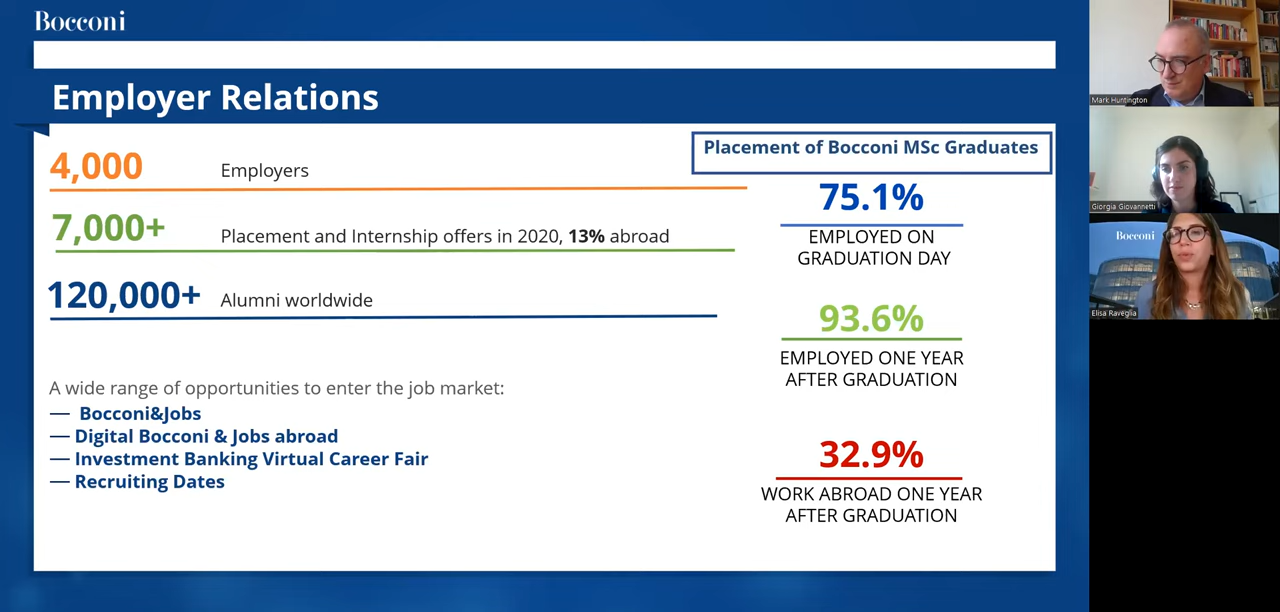 Bocconi
Employer Relations
4,000 Employers
7,000+ Placement and Internship offers in 2020, 13% abroad
120,000+ Alumni worldwide
A wide range of opportunities to enter the job market:
— Bocconi&Jobs
— Digital Bocconi & Jobs abroad
— Investment Banking Virtual Career Fair
— Recruiting Dates
Placement of Bocconi MSc Graduates
75.1%
EMPLOYED ON
GRADUATION DAY
93.6%
EMPLOYED ONE YEAR
AFTER GRADUATION
32.9%
WORK ABROAD ONE YEAR
AFTER GRADUATION
Mark Huntington
Giorgia Giovannetti
Bocconi
Elisa Raveglia